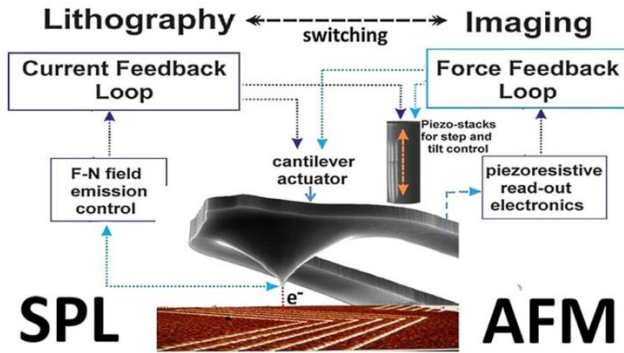 Lithography
switching
Imaging
Current Feedback
Loop
Force Feedback
Loop
Piezo-stacks
for step and
tilt control
cantilever
actuator
F-N field
emission
control
piezoresistive
read-out
electronics
e-
SPL
AFM